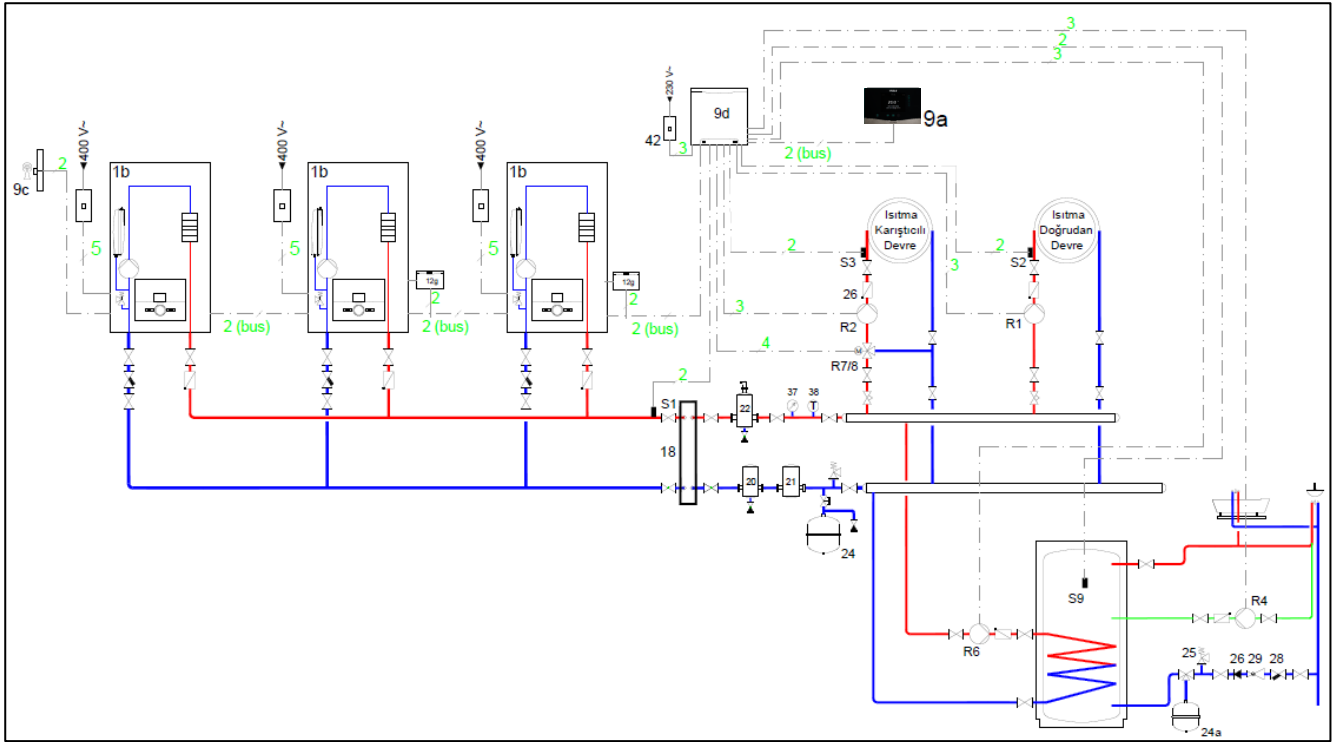 3
2
3
230 V~
9d
9a
42
3
2 (bus)
400 V~
400 V~
400 V~
9c
2
1b
1b
1b
Isıtma
Karıştıcılı
Devre
Isıtma
Doğrudan
Devre
5
5
5
2
S3
3
2
S2
12g
2
12g
2
26
2 (bus)
2 (bus)
2 (bus)
3
R2
R1
4
M
R7/8
2
S1
22
37
38
T
18
20
21
24
S9
R4
R6
25
26
29
28
24a